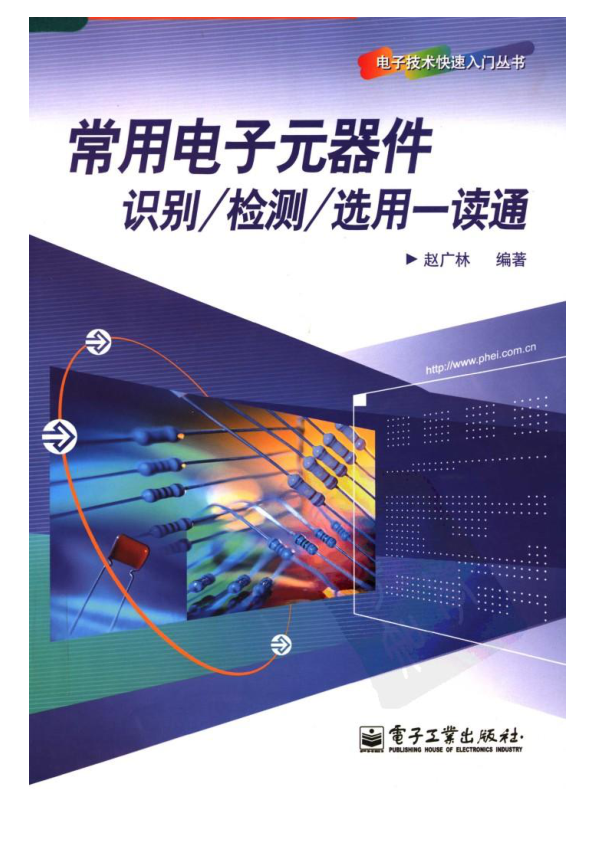 电子技术快速入门丛书
常用电子元器件
识别/检测/选用一读通
▶ 赵广林 编著
http://www.phei.com.cn
電子工業出版社·
PUBLISHING HOUSE OF ELECTRONICS INDUSTRY